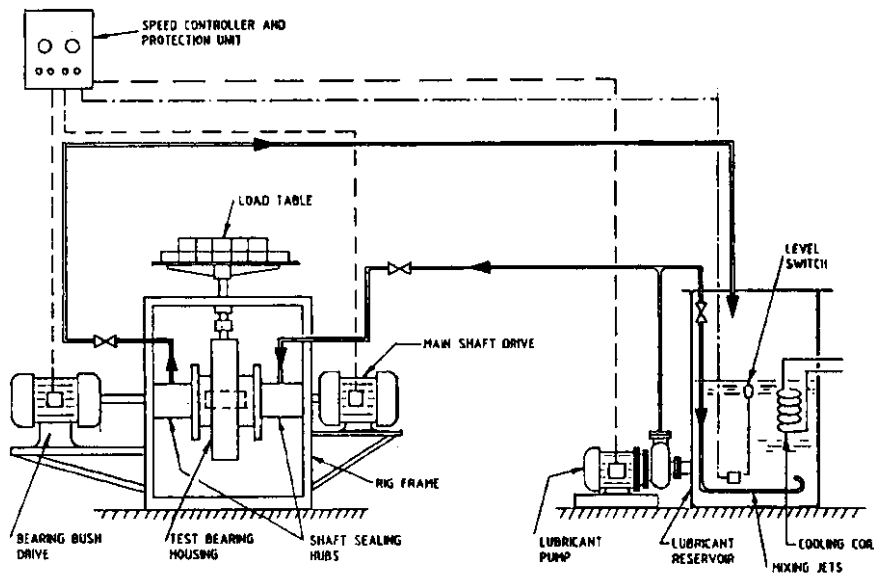 SPEED CONTROLLER AND
PROTECTION UNIT
LOAD TABLE
LEVEL
SWITCH
MAIN SHAFT DRIVE
RIG FRAME
BEARING BUSH
DRIVE
TEST BEARING
HOUSING
SHAFT SEALING
HUBS
LUBRICANT
PUMP
LUBRICANT
RESERVOIR
COOLING COIL
MIXING JETS